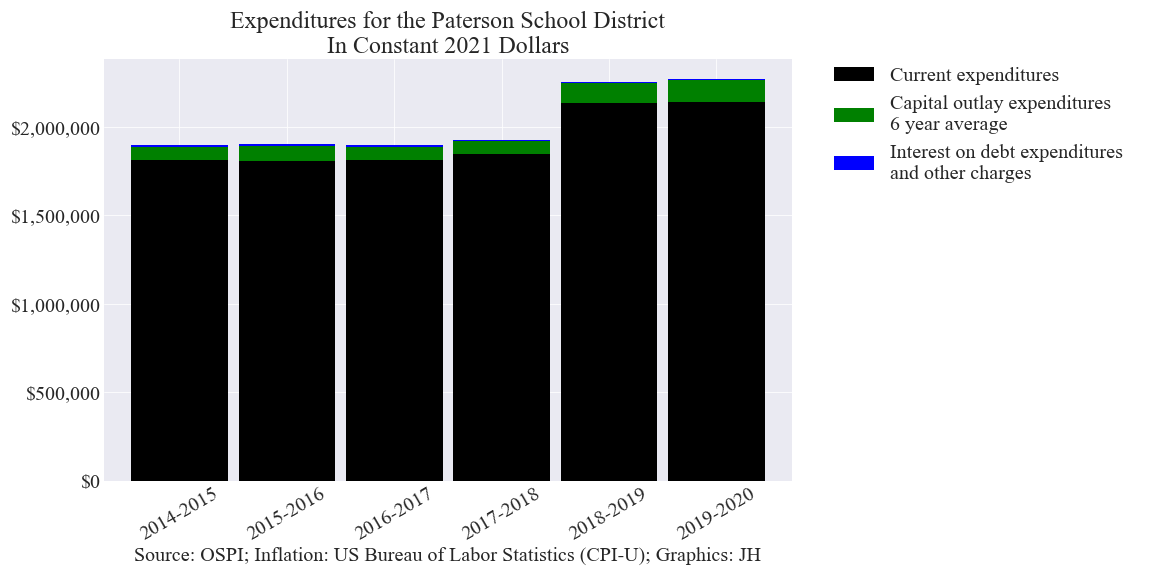 Expenditures for the Paterson School District
In Constant 2021 Dollars
Current expenditures
Capital outlay expenditures
6 year average
Interest on debt expenditures
and other charges
$2,000,000
$1,500,000
$1,000,000
$500,000
$0
2014-2015
2015-2016
2016-2017
2017-2018
2018-2019
2019-2020
Source: OSPI; Inflation: US Bureau of Labor Statistics (CPI-U); Graphics: JH